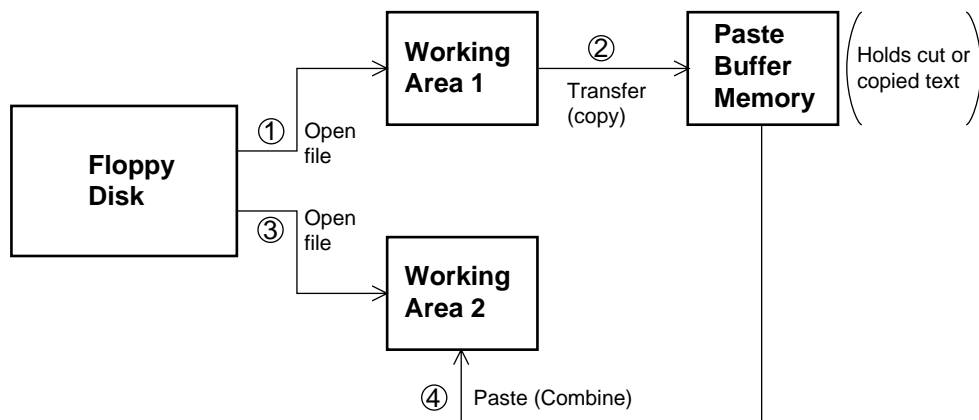 Working
Area 1
②
Transfer
(copy)
Paste
Buffer
Memory
Holds cut or
copied text
①
Open
file
Floppy
Disk
③
Open
file
Working
Area 2
④
Paste (Combine)